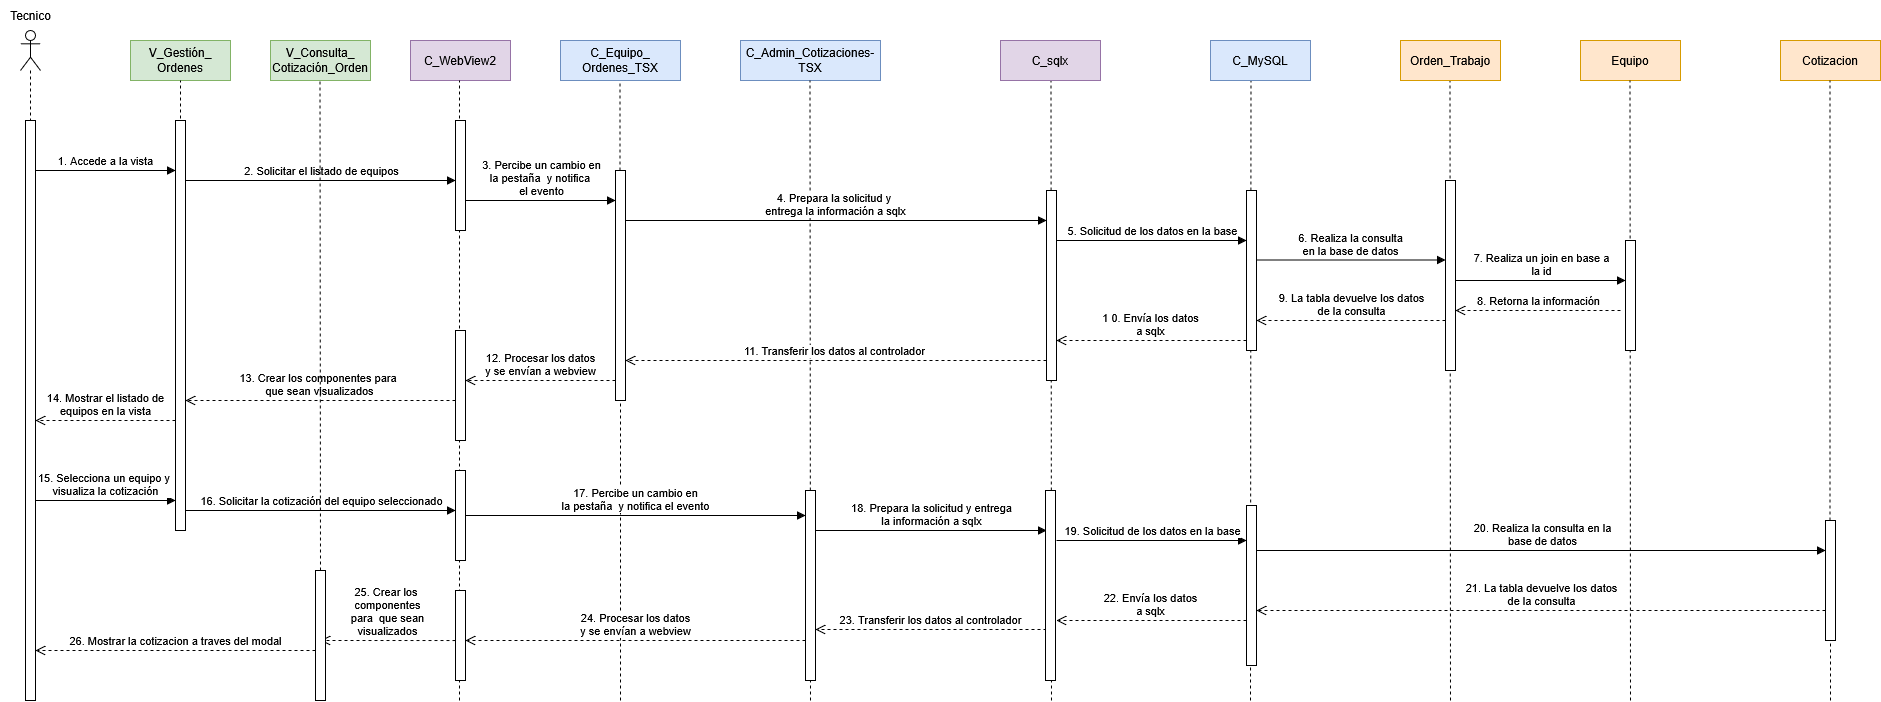 Tecnico
V_Gestión_
Ordenes
V_Consulta_
Cotización_Orden
C_WebView2
C_Equipo_
Ordenes_TSX
C_Admin_Cotizaciones-
TSX
C_sqlx
C_MySQL
Orden_Trabajo
Equipo
Cotizacion
1. Accede a la vista
2. Solicitar el listado de equipos
3. Percibe un cambio en
la pestaña y notifica
el evento
4. Prepara la solicitud y
entrega la información a sqlx
5. Solicitud de los datos en la base
6. Realiza la consulta
en la base de datos
7. Realiza un join en base a
la id
8. Retorna la información
9. La tabla devuelve los datos
de la consulta
1 0. Envía los datos
a sqlx
11. Transferir los datos al controlador
12. Procesar los datos
y se envían a webview
13. Crear los componentes para
que sean visualizados
14. Mostrar el listado de
equipos en la vista
15. Selecciona un equipo y
visualiza la cotización
16. Solicitar la cotización del equipo seleccionado
17. Percibe un cambio en
la pestaña y notifica el evento
18. Prepara la solicitud y entrega
la información a sqlx
19. Solicitud de los datos en la base
20. Realiza la consulta en la
base de datos
21. La tabla devuelve los datos
de la consulta
22. Envía los datos
a sqlx
23. Transferir los datos al controlador
24. Procesar los datos
y se envían a webview
25. Crear los
componentes
para que sean
visualizados
26. Mostrar la cotizacion a traves del modal